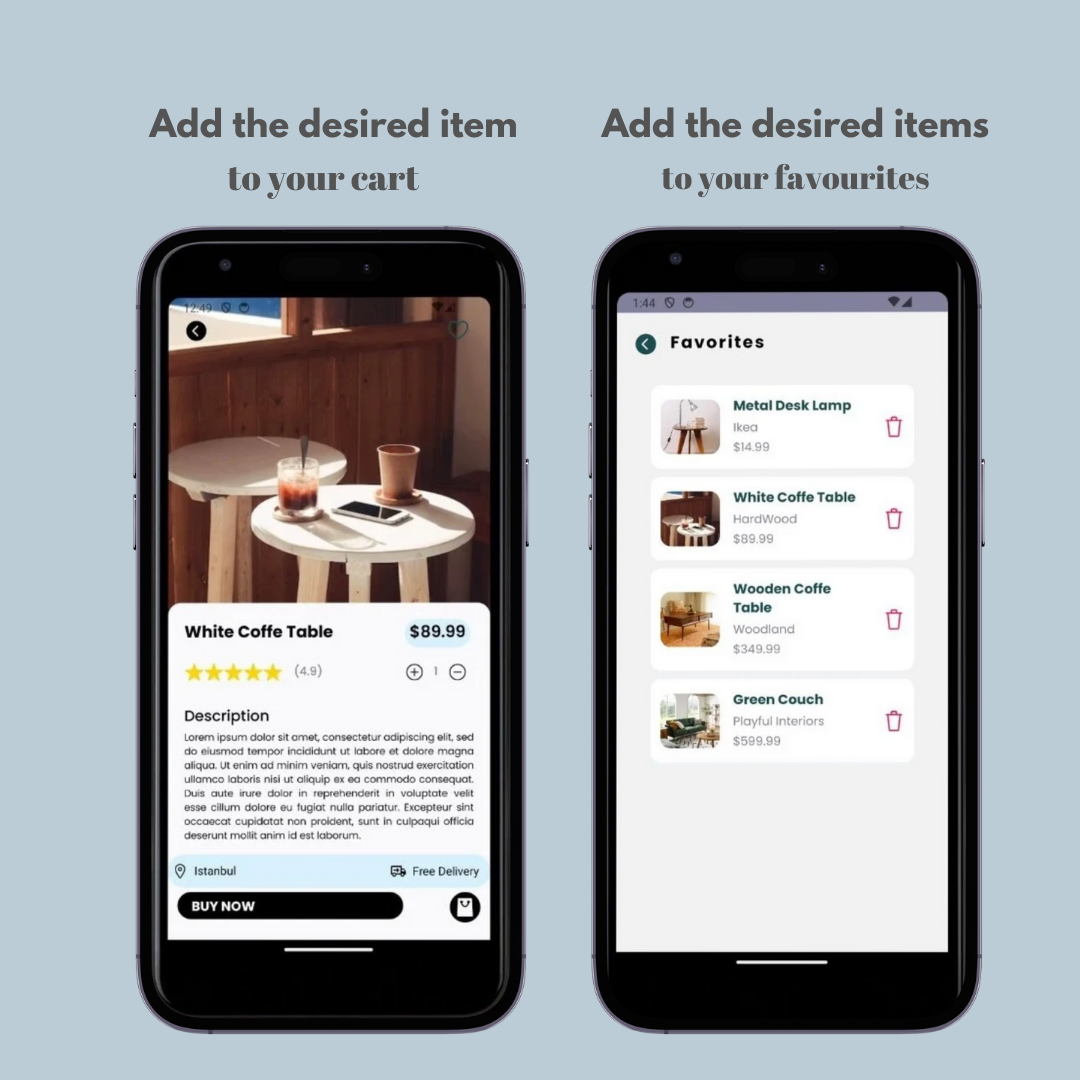 Add the desired item
to your cart
Add the desired items
to your favourites
12:49
White Coffe Table
$89.99
(4.9)
1
Description
Lorem ipsum dolor sit amet, consectetur adipiscing elit, sed
do eiusmod tempor incididunt ut labore et dolore magna
aliqua. Ut enim ad minim veniam, quis nostrud exercitation
ullamco laboris nisi ut aliquip ex ea commodo consequat.
Duis aute irure dolor in reprehenderit in voluptate velit
esse cillum dolore eu fugiat nulla pariatur. Excepteur sint
occaecat cupidatat non proident, sunt in culpaqui officia
deserunt mollit anim id est laborum.
Istanbul
Free Delivery
BUY NOW
1:44
Favorites
Metal Desk Lamp
Ikea
$14.99
White Coffe Table
HardWood
$89.99
Wooden Coffe
Table
Woodland
$349.99
Green Couch
Playful Interiors
$599.99